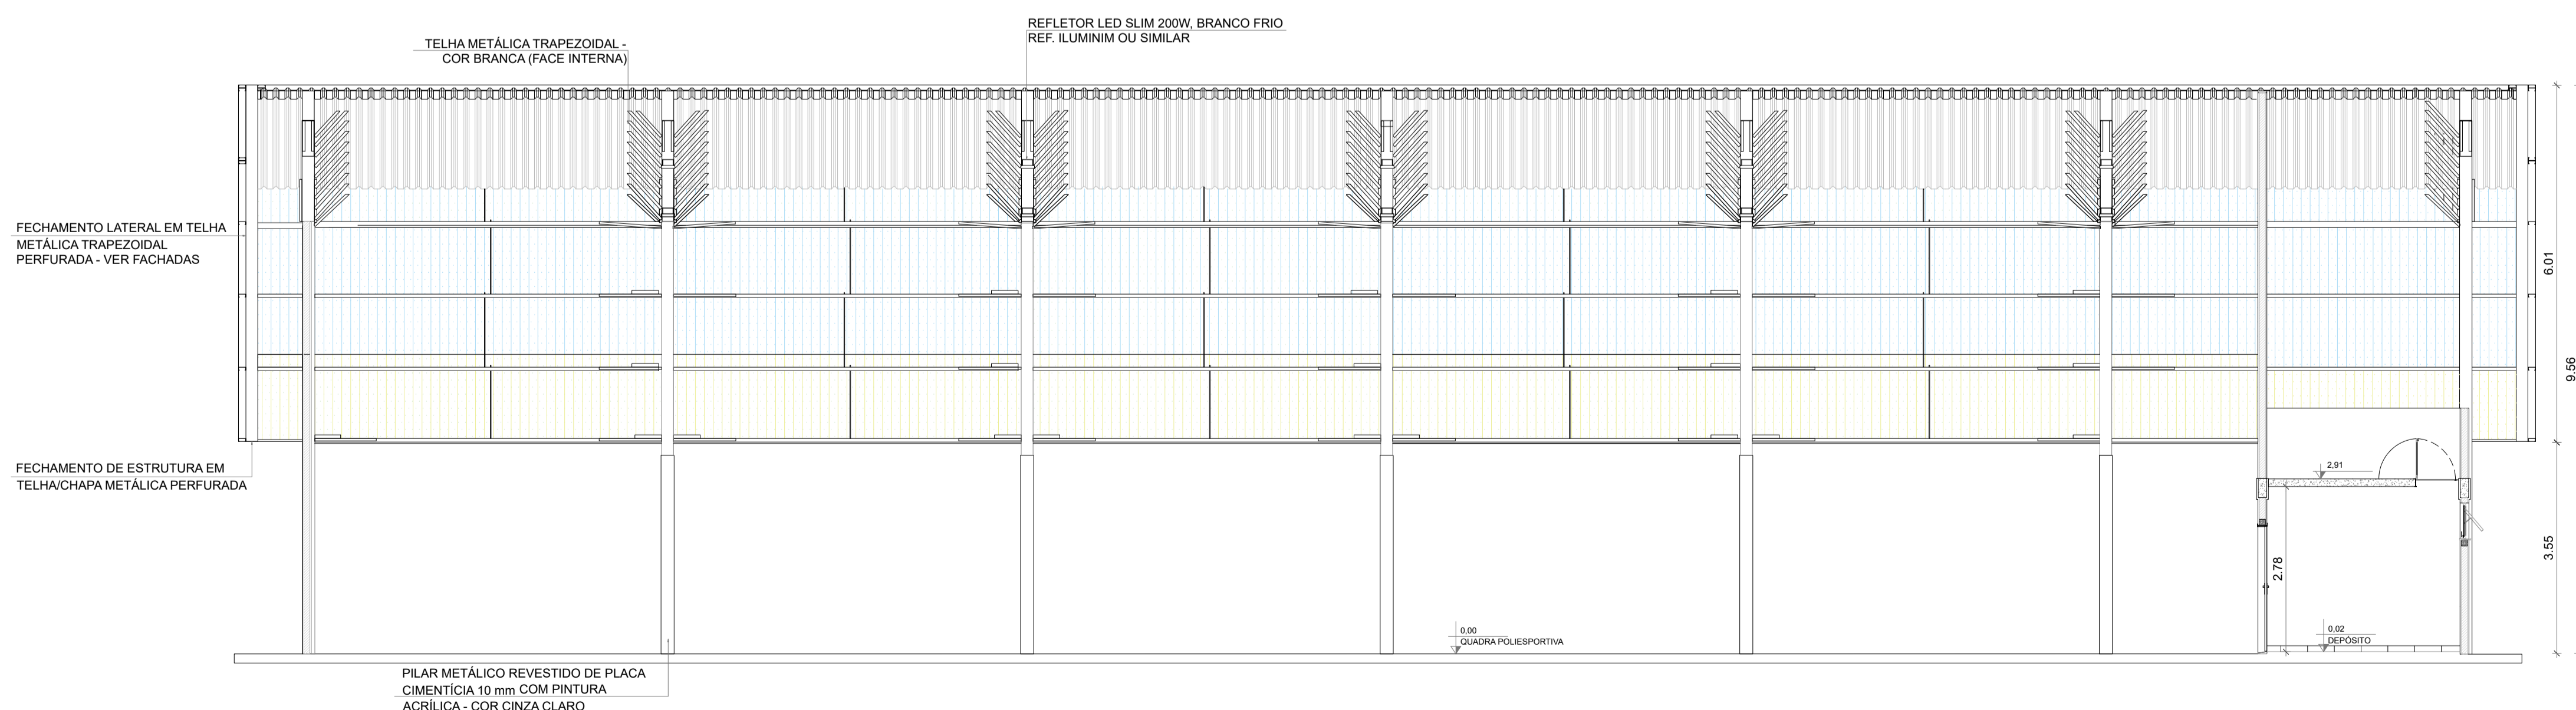 REFLETOR LED SLIM 200W, BRANCO FRIO
REF. ILUMINIM OU SIMILAR
TELHA METÁLICA TRAPEZOIDAL -
COR BRANCA (FACE INTERNA)
FECHAMENTO LATERAL EM TELHA
METÁLICA TRAPEZOIDAL
PERFURADA - VER FACHADAS
6.01
9.56
FECHAMENTO DE ESTRUTURA EM
TELHA/CHAPA METÁLICA PERFURADA
2,91
3.55
2.78
0,00
QUADRA POLIESPORTIVA
0,02
DEPÓSITO
PILAR METÁLICO REVESTIDO DE PLACA
CIMENTÍCIA 10 mm COM PINTURA
ACRÍLICA - COR CINZA CLARO